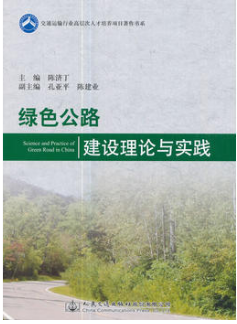 交通运输行业高层次人才培养项目著作书系
主 编 陈济丁
副主编 孔亚平 陈建业
绿色公路
Science and Practice of
Green Road in China
建设理论与实践
人民交通出版社股份有限公司
China Communications Press Co.,Ltd.